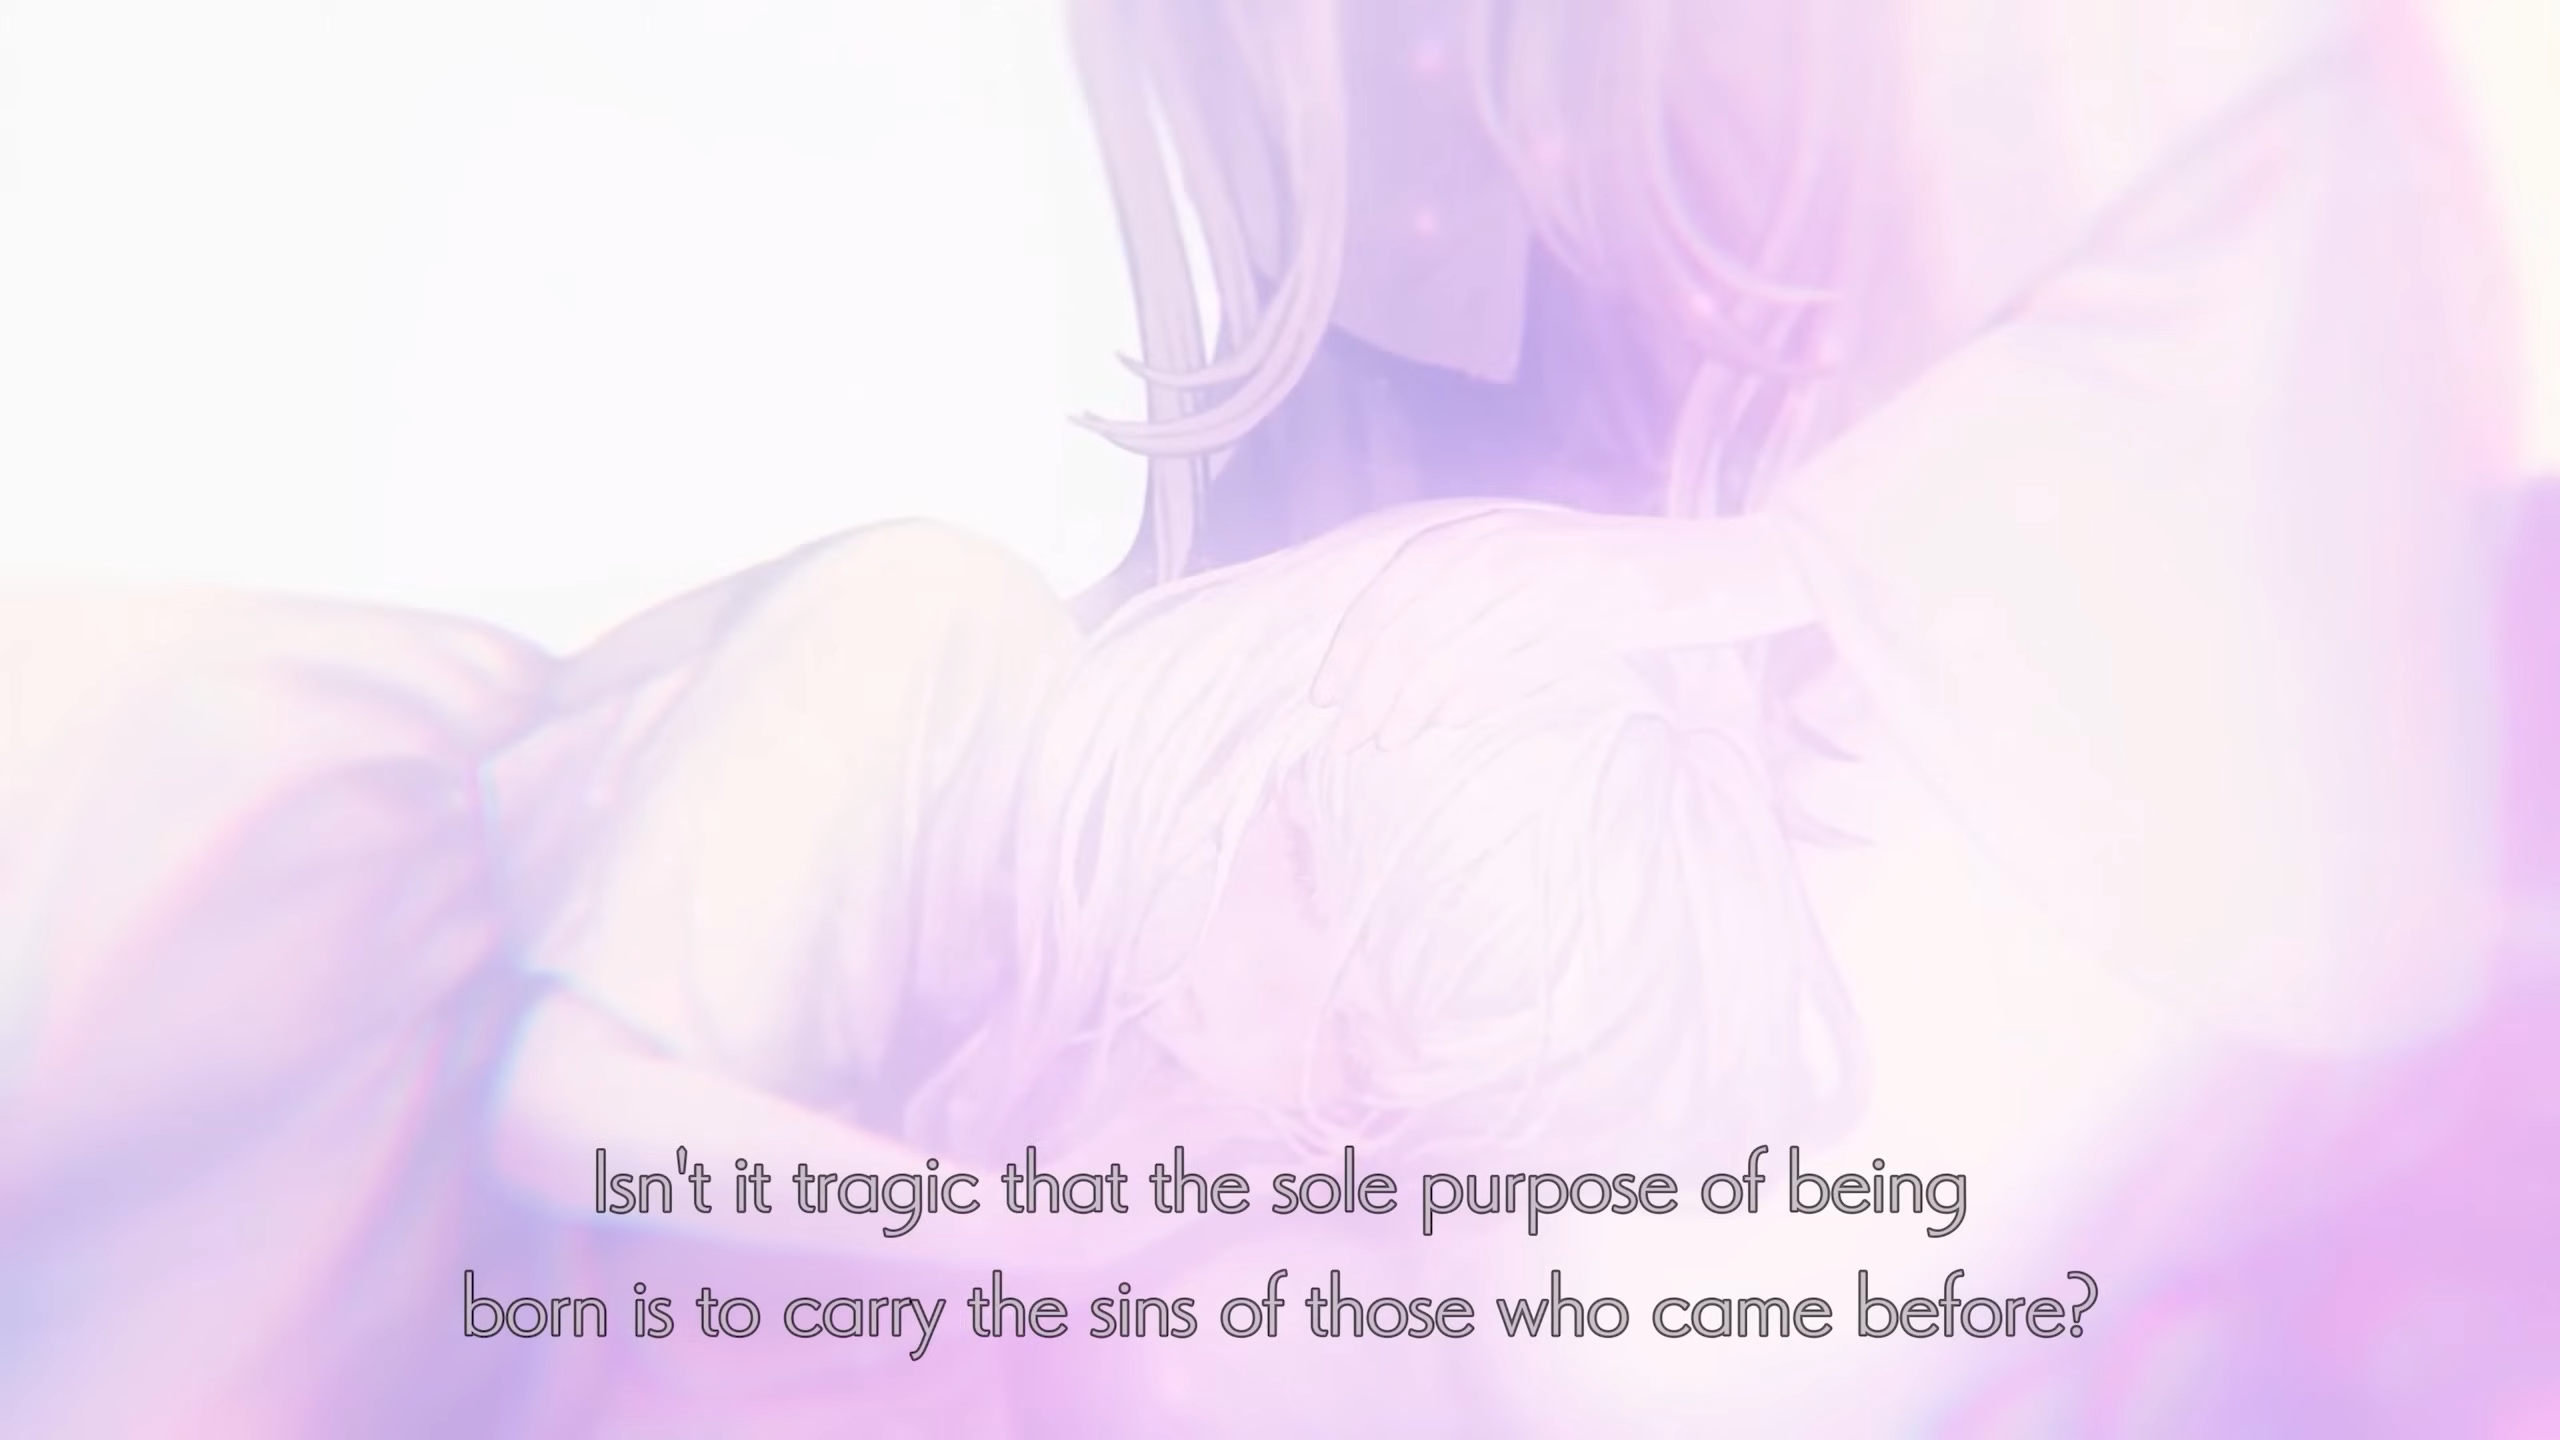 Isn't it tragic that the sole purpose of being
born is to carry the sins of those who came before?